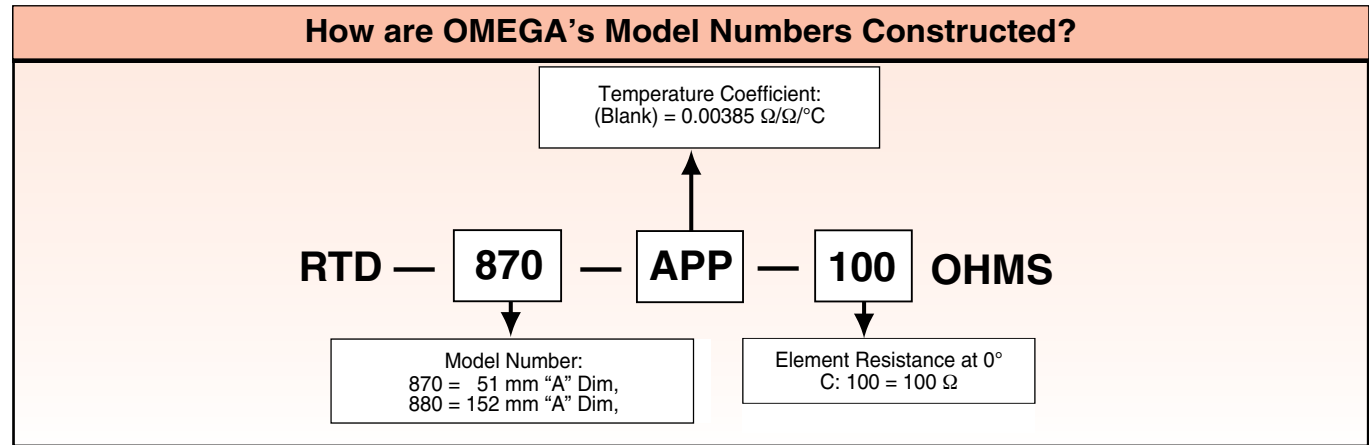 How are OMEGA’s Model Numbers Constructed?
Temperature Coefficient:
(Blank) = 0.00385 Ω/Ω/°C
RTD — 870 — APP — 100 OHMS
Model Number:
870 = 51 mm “A” Dim,
880 = 152 mm “A” Dim,
Element Resistance at 0°
C: 100 = 100 Ω